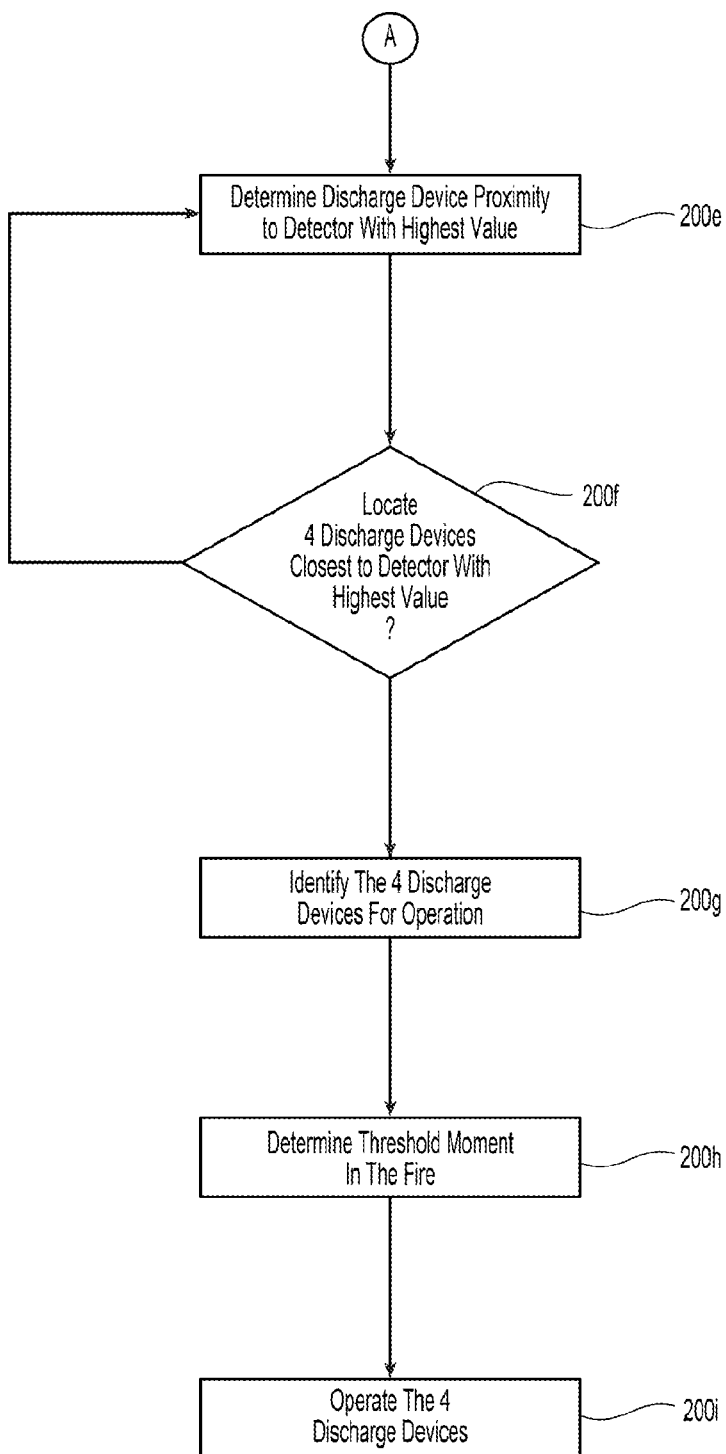 A
Determine Discharge Device Proximity
to Detector With Highest Value
200e
200f
Locate
4 Discharge Devices
Closest to Detector With
Highest Value
?
Identify The 4 Discharge
Devices For Operation
200g
Determine Threshold Moment
In The Fire
200h
Operate The 4
Discharge Devices
200i